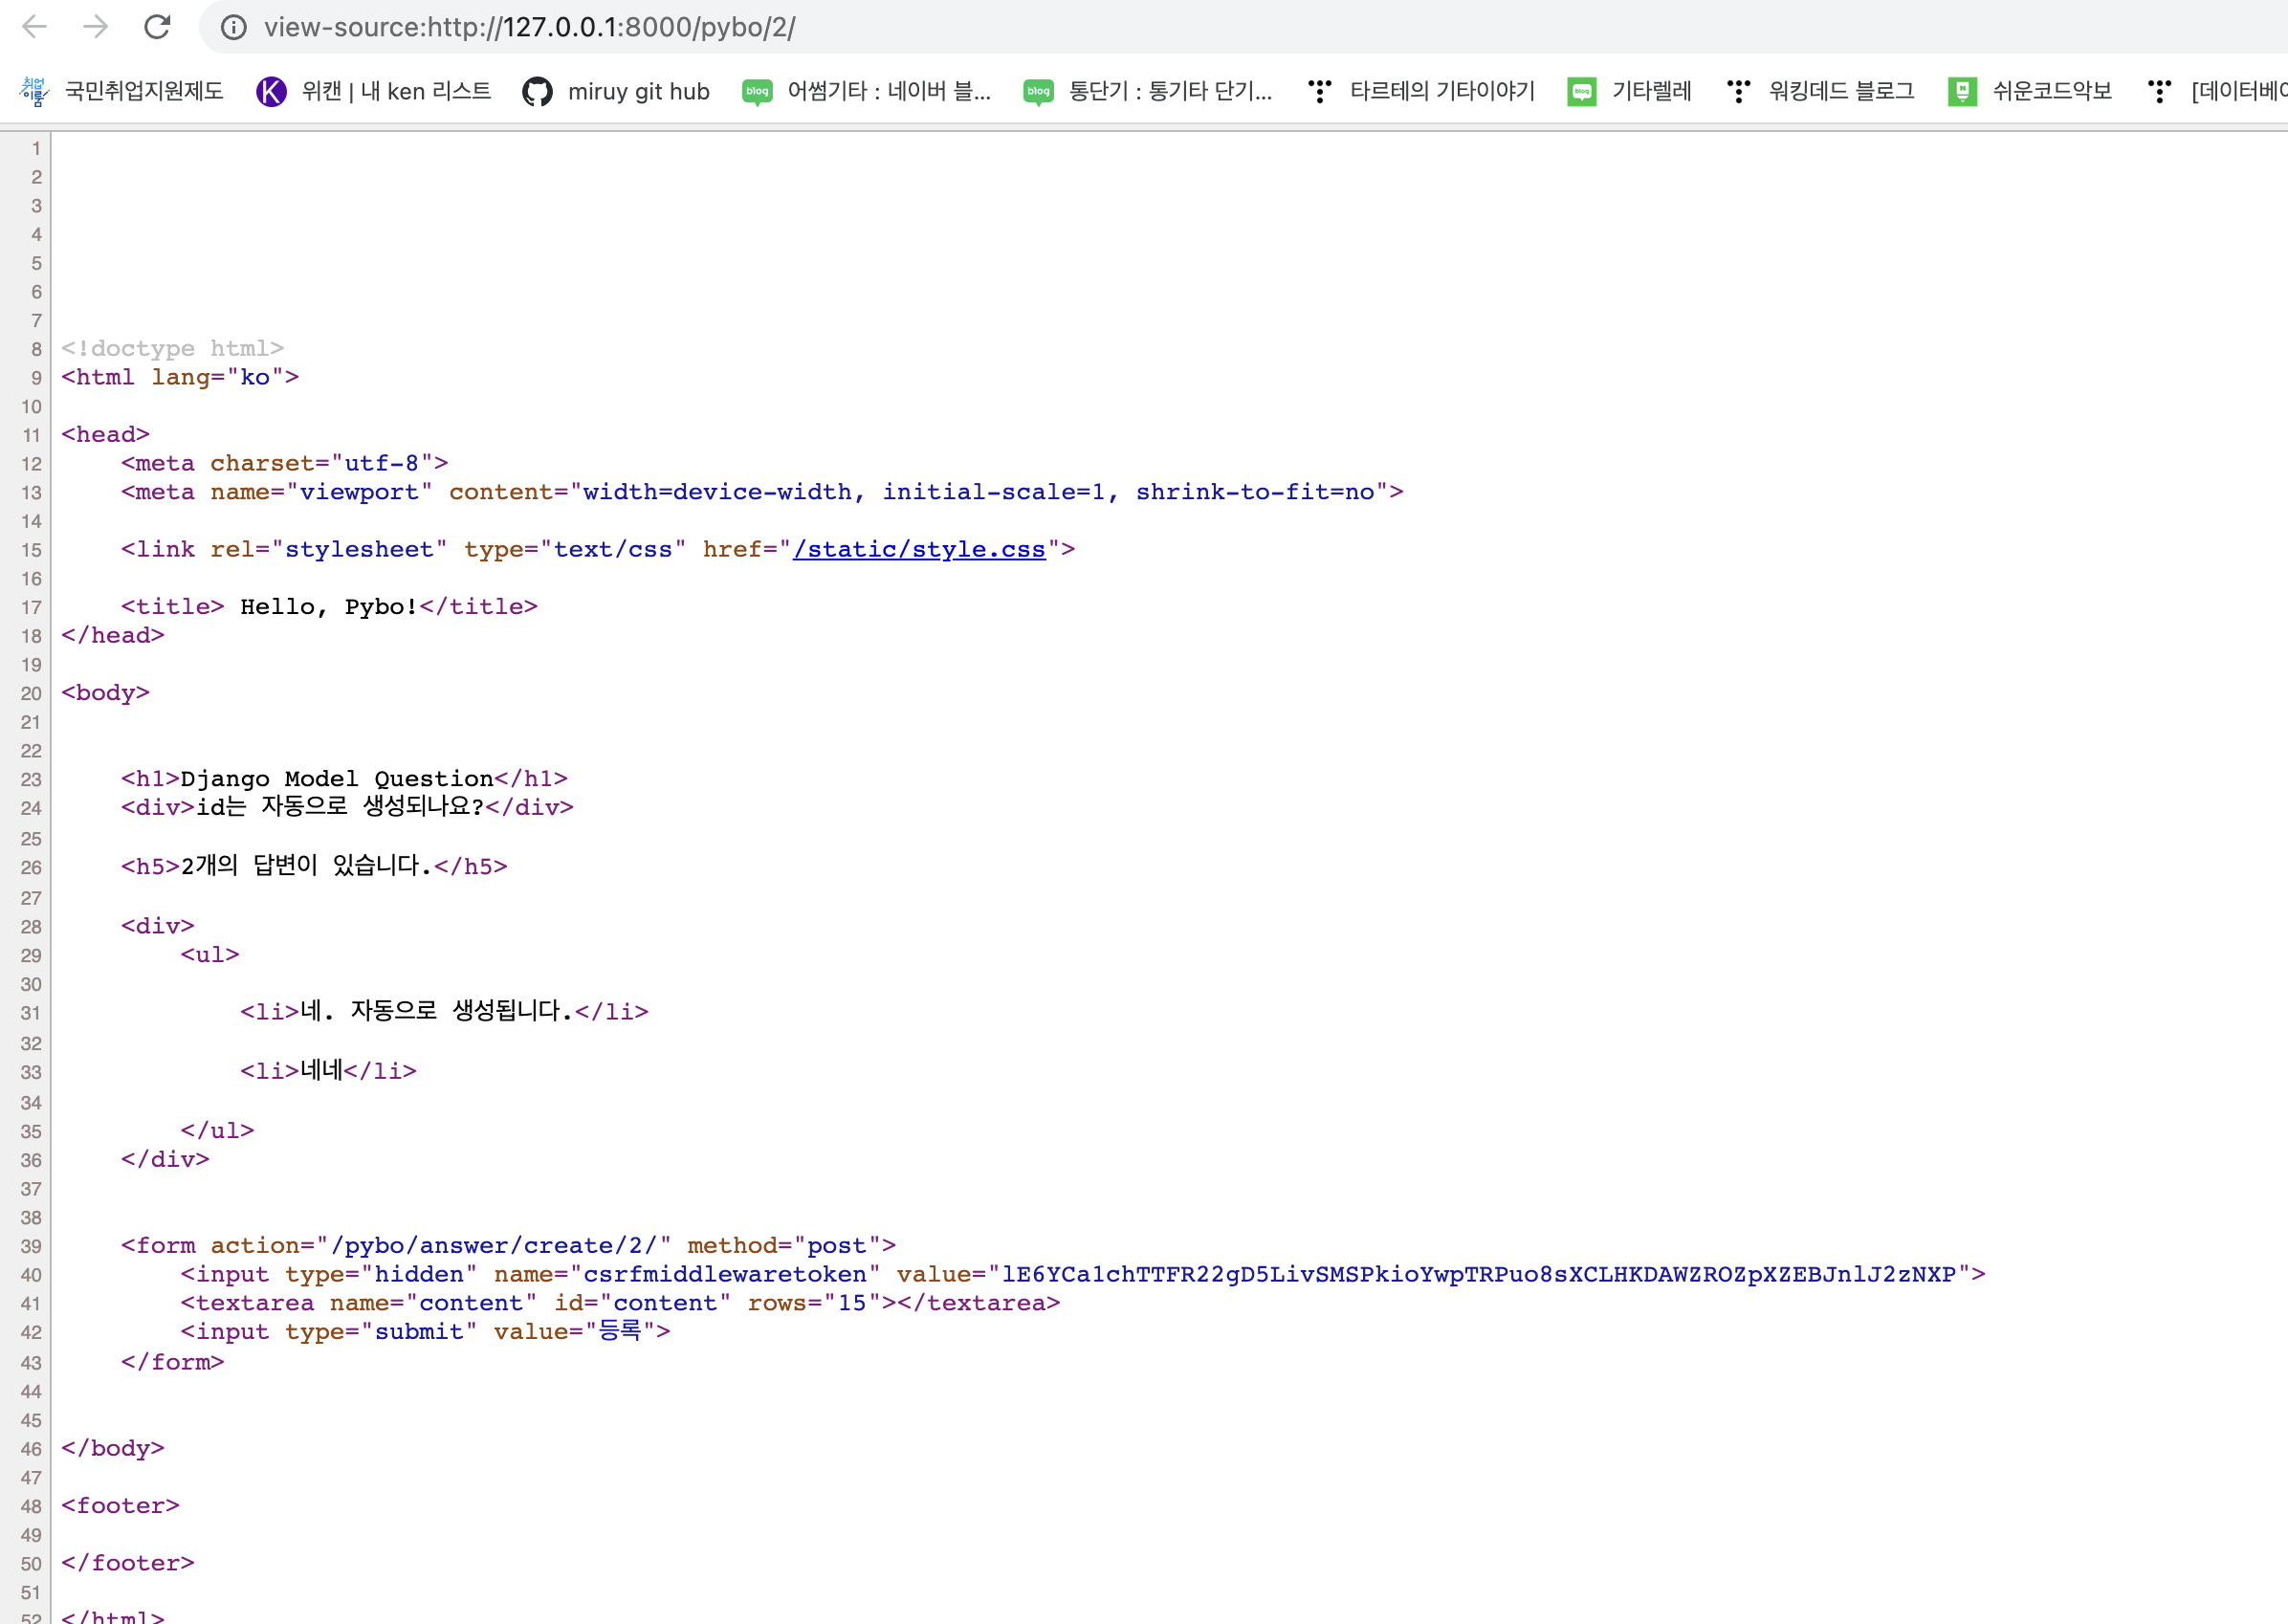 view-source:http://127.0.0.1:8000/pybo/2/
취업이룸 국민취업지원제도 K 위캔 | 내 ken 리스트 miruy git hub blog 어썸기타 : 네이버 블... blog 통단기 : 통기타 단기... 타르테의 기타이야기 blog 기타렐레 워킹데드 블로그 N 쉬운코드악보 [데이터베이
1
2
3
4
5
6
7
8 <!doctype html>
9 <html lang="ko">
10
11 <head>
12     <meta charset="utf-8">
13     <meta name="viewport" content="width=device-width, initial-scale=1, shrink-to-fit=no">
14
15     <link rel="stylesheet" type="text/css" href="/static/style.css">
16
17     <title> Hello, Pybo!</title>
18 </head>
19
20 <body>
21
22
23     <h1>Django Model Question</h1>
24     <div>id는 자동으로 생성되나요?</div>
25
26     <h5>2개의 답변이 있습니다.</h5>
27
28     <div>
29         <ul>
30
31             <li>네. 자동으로 생성됩니다.</li>
32
33             <li>네네</li>
34
35         </ul>
36     </div>
37
38
39     <form action="/pybo/answer/create/2/" method="post">
40         <input type="hidden" name="csrfmiddlewaretoken" value="lE6YCa1chTTFR22gD5LivSMSPkioYwpTRPuo8sXCLHKDAWZROZpXZEBJnlJ2zNXP">
41         <textarea name="content" id="content" rows="15"></textarea>
42         <input type="submit" value="등록">
43     </form>
44
45
46 </body>
47
48 <footer>
49
50 </footer>
51
52 </html>